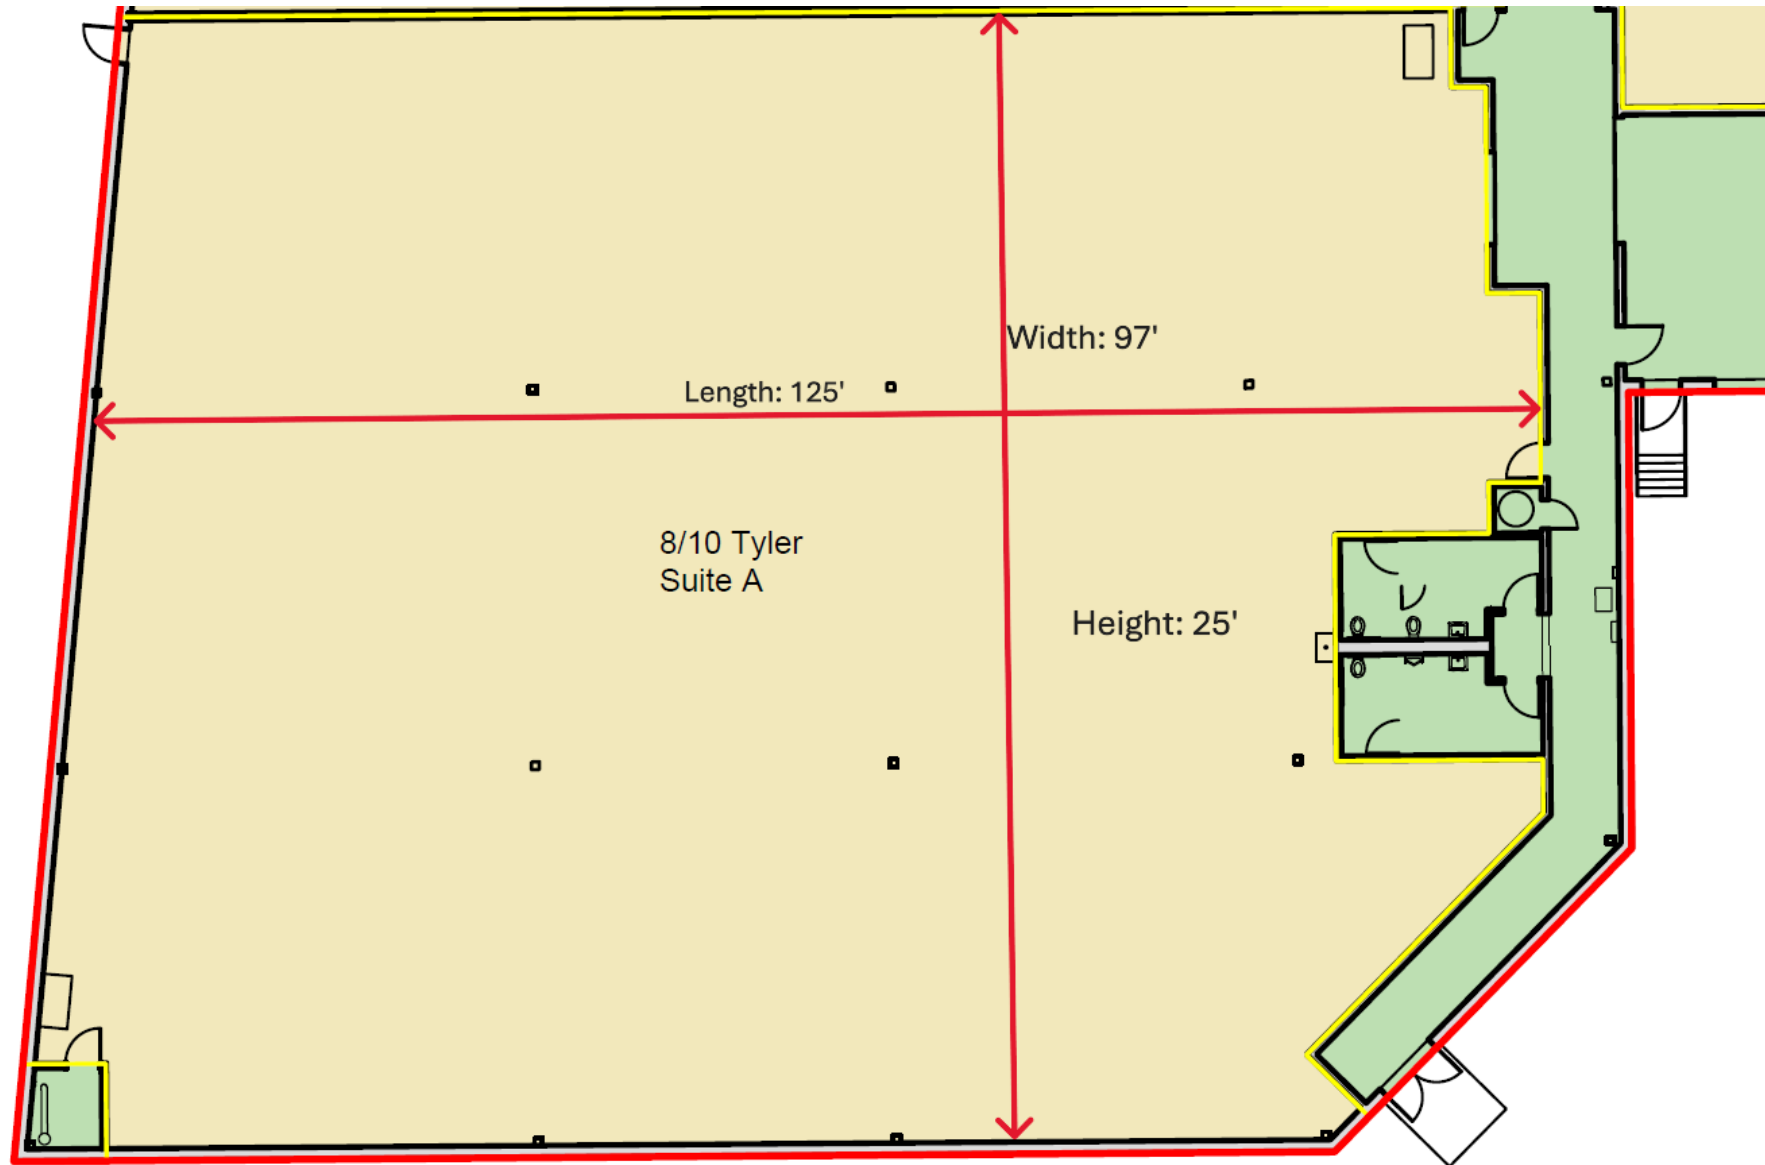 Width: 97'
Length: 125'
8/10 Tyler
Suite A
Height: 25'